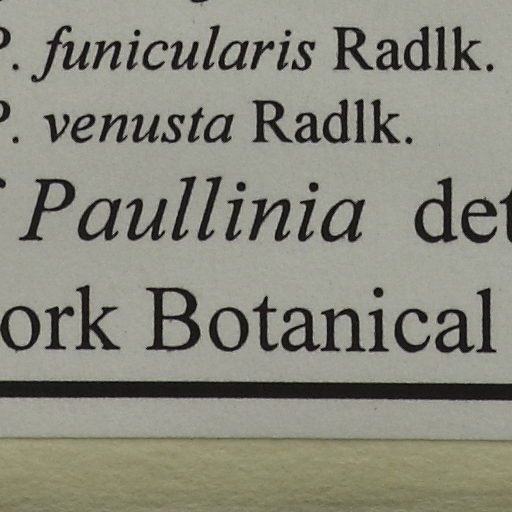 P. funicularis Radlk.
P. venusta Radlk.
Paullinia det
ork Botanical